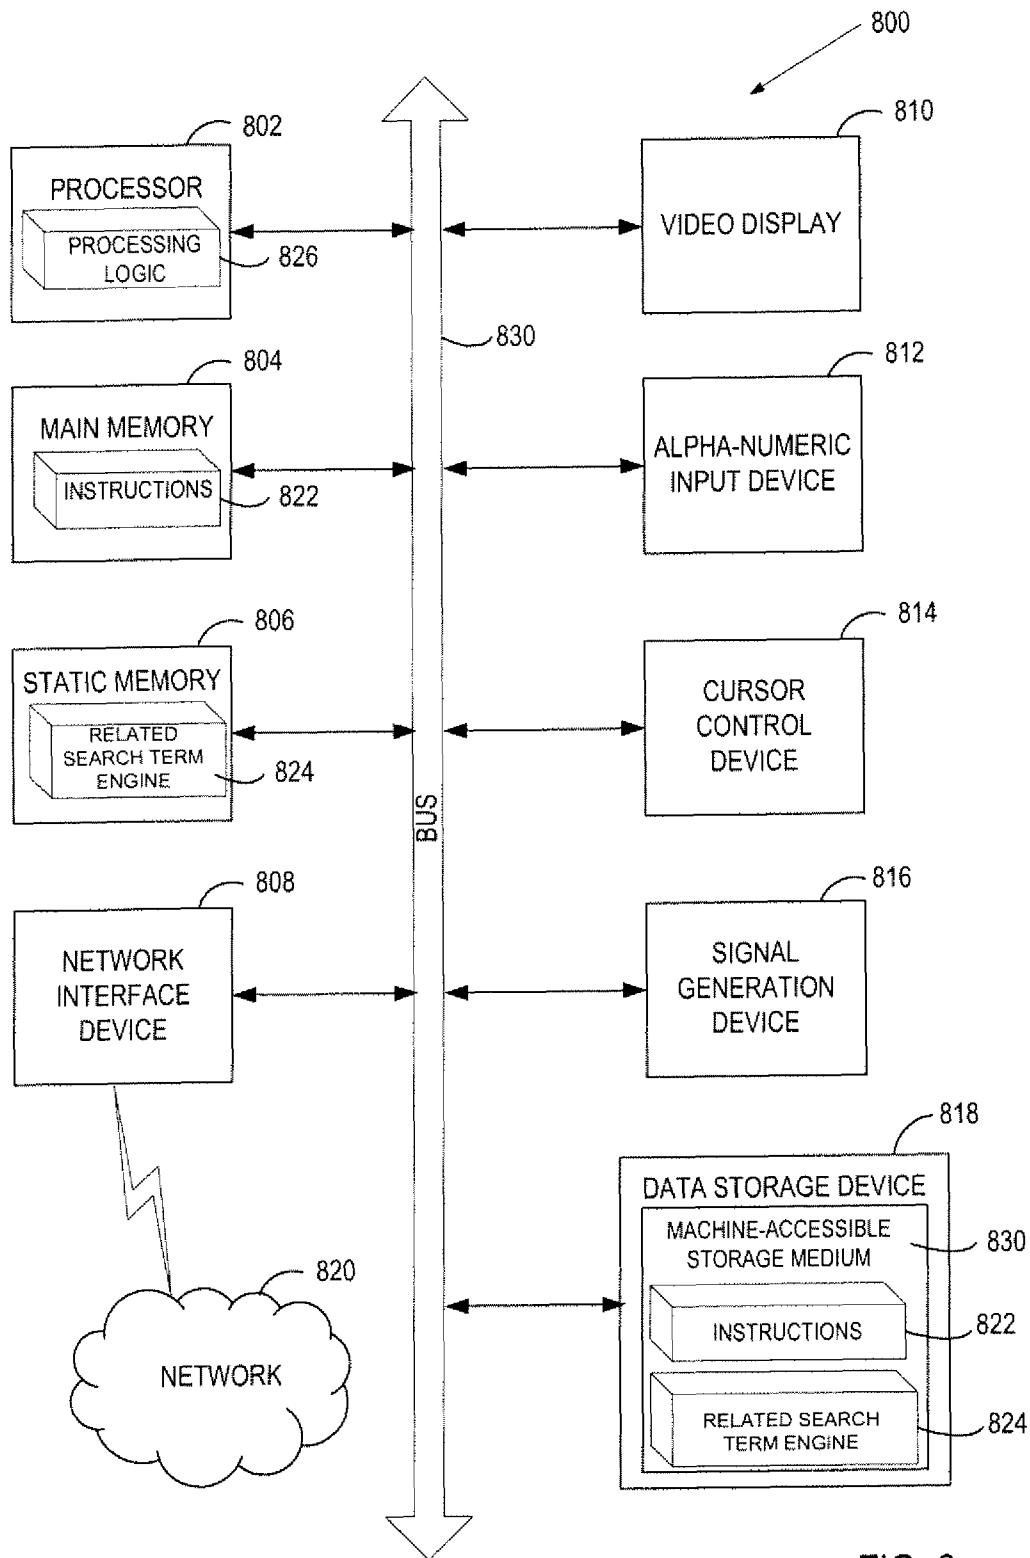 800
802
PROCESSOR
PROCESSING
LOGIC
826
810
VIDEO DISPLAY
830
804
MAIN MEMORY
INSTRUCTIONS
822
812
ALPHA-NUMERIC
INPUT DEVICE
806
STATIC MEMORY
RELATED
SEARCH TERM
ENGINE
824
814
CURSOR
CONTROL
DEVICE
BUS
808
NETWORK
INTERFACE
DEVICE
816
SIGNAL
GENERATION
DEVICE
818
DATA STORAGE DEVICE
MACHINE-ACCESSIBLE
STORAGE MEDIUM
830
INSTRUCTIONS
822
RELATED SEARCH
TERM ENGINE
824
820
NETWORK